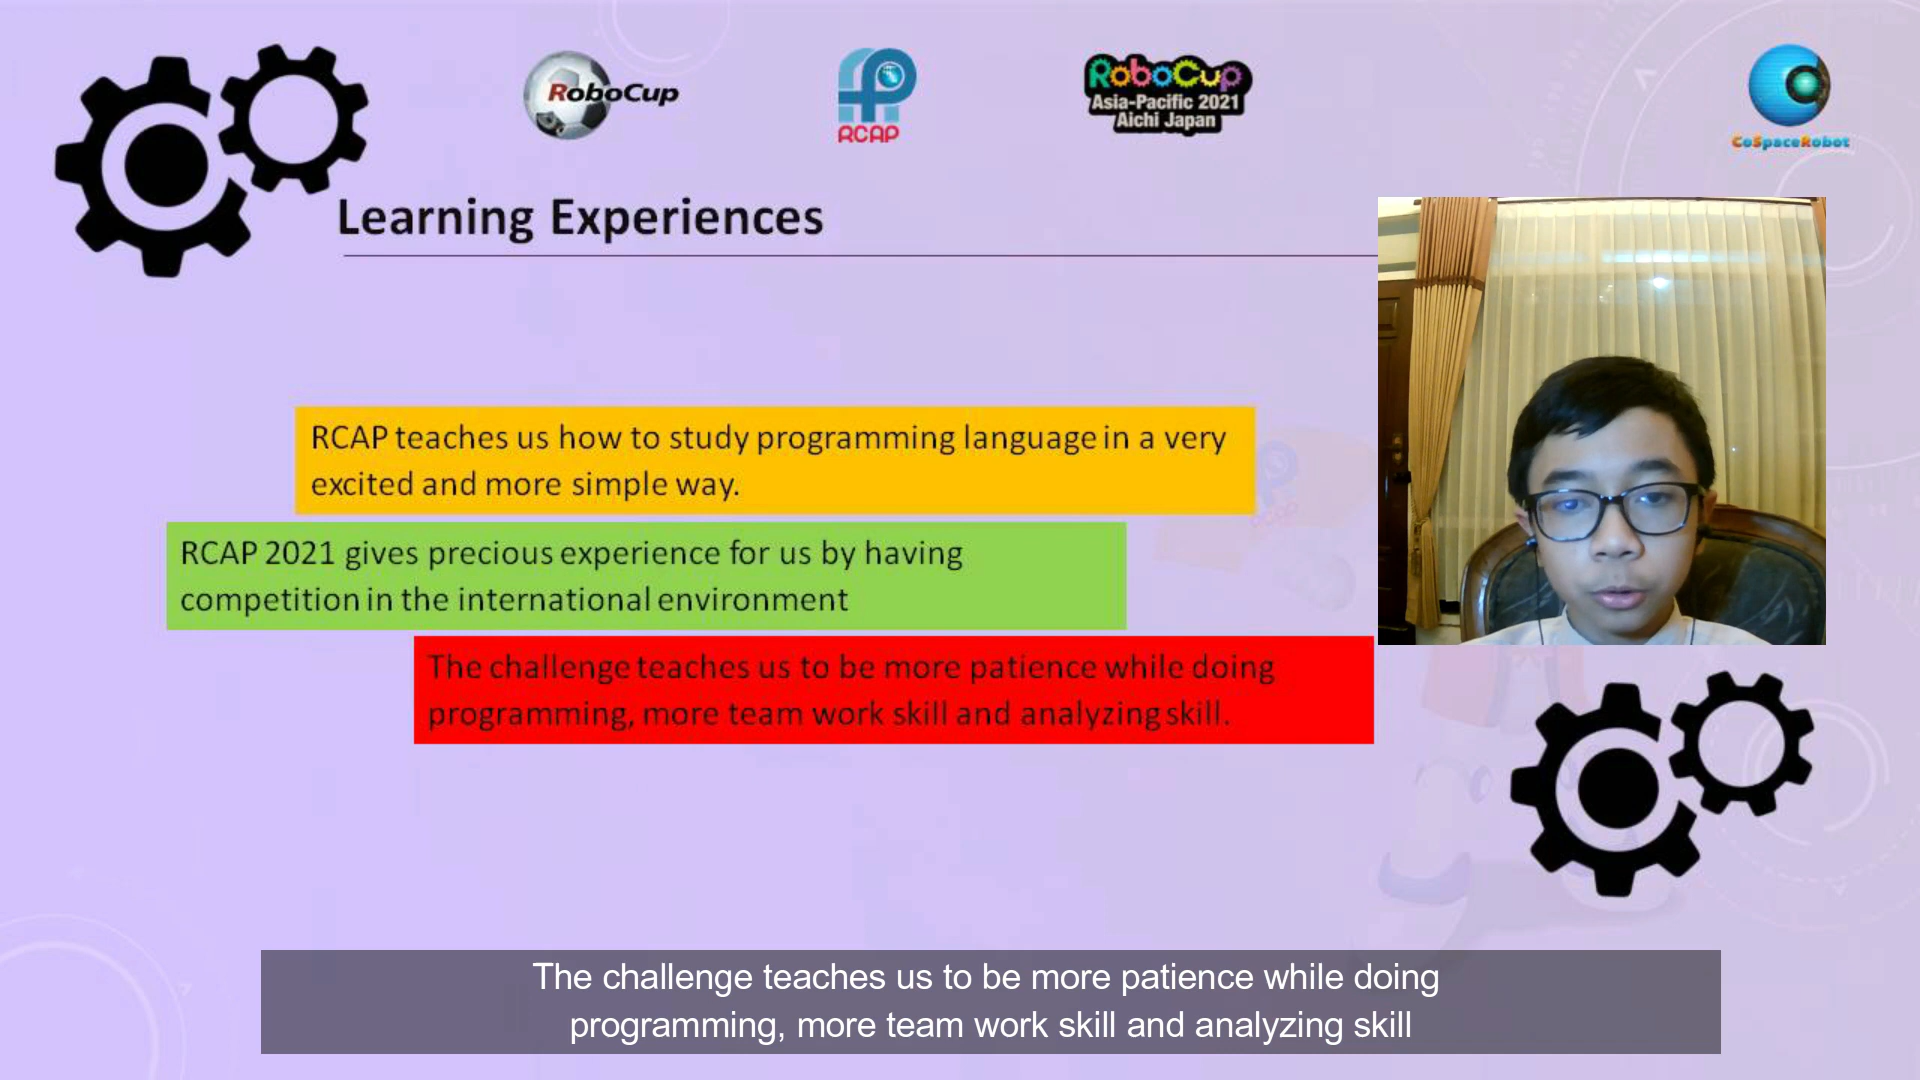 RoboCup
RCAP
RoboCup
Asia-Pacific 2021
Aichi Japan
CoSpaceRobot
Learning Experiences
RCAP teaches us how to study programming language in a very
excited and more simple way.
RCAP 2021 gives precious experience for us by having
competition in the international environment
The challenge teaches us to be more patience while doing
programming, more team work skill and analyzing skill.
The challenge teaches us to be more patience while doing
programming, more team work skill and analyzing skill